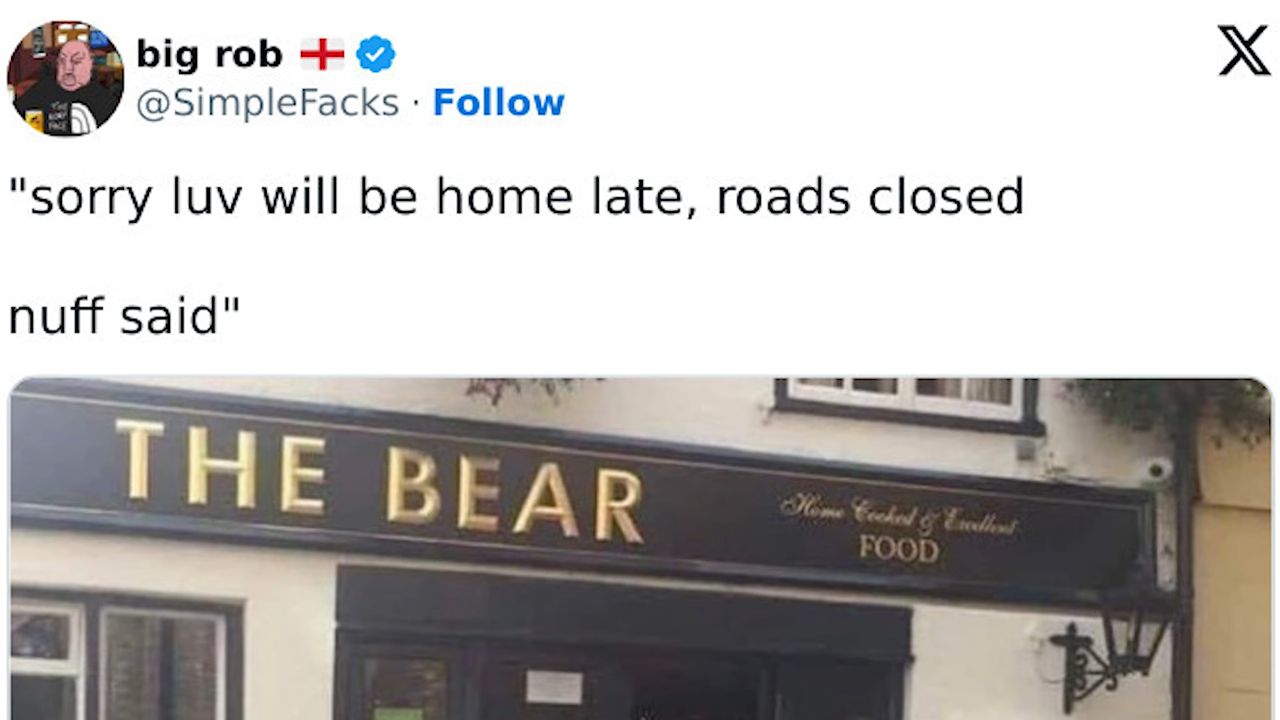 big rob
@SimpleFacks · Follow
"sorry luv will be home late, roads closed
nuff said"
THE BEAR
Home Cooked & Excellent
FOOD